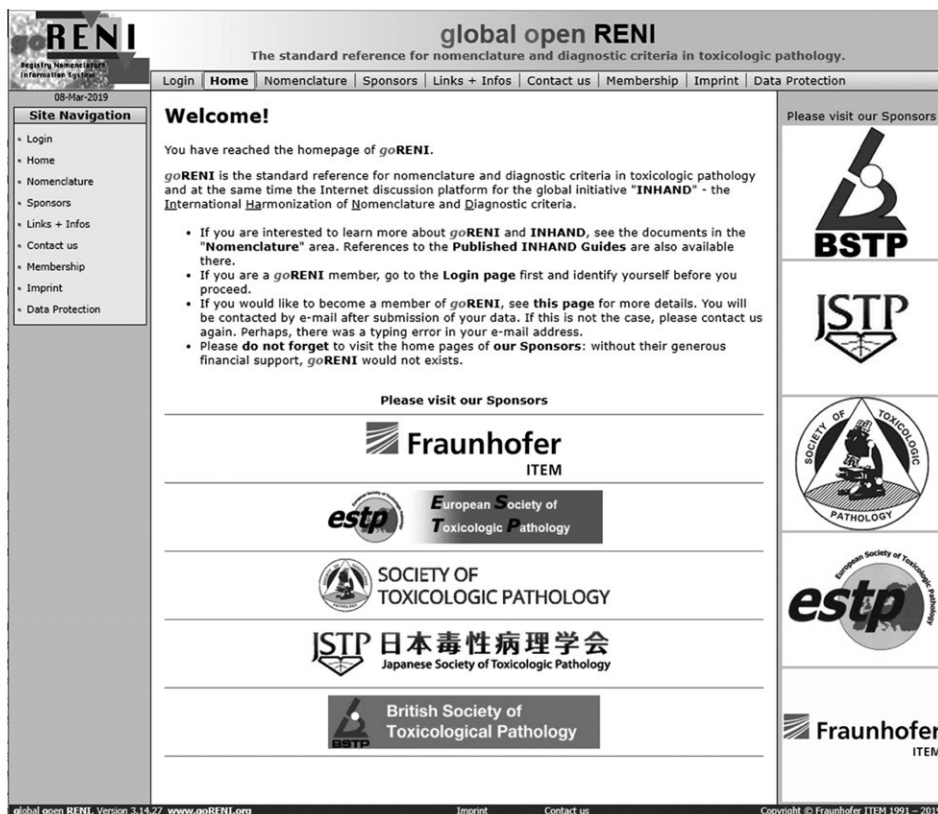 goRENI
Registry Nomenclature
Information System
global open RENI
The standard reference for nomenclature and diagnostic criteria in toxicologic pathology.
Login | Home | Nomenclature | Sponsors | Links + Infos | Contact us | Membership | Imprint | Data Protection
08-Mar-2019
Site Navigation
Login
Home
Nomenclature
Sponsors
Links + Infos
Contact us
Membership
Imprint
Data Protection
Welcome!
You have reached the homepage of goRENI.
goRENI is the standard reference for nomenclature and diagnostic criteria in toxicologic pathology
and at the same time the Internet discussion platform for the global initiative "INHAND" - the
International Harmonization of Nomenclature and Diagnostic criteria.
• If you are interested to learn more about goRENI and INHAND, see the documents in the
"Nomenclature" area. References to the Published INHAND Guides are also available
there.
• If you are a goRENI member, go to the Login page first and identify yourself before you
proceed.
• If you would like to become a member of goRENI, see this page for more details. You will
be contacted by e-mail after submission of your data. If this is not the case, please contact us
again. Perhaps, there was a typing error in your e-mail address.
• Please do not forget to visit the home pages of our Sponsors: without their generous
financial support, goRENI would not exists.
Please visit our Sponsors
Fraunhofer
ITEM
estp
European Society of
Toxicologic Pathology
SOCIETY OF
TOXICOLOGIC PATHOLOGY
JSTP 日本毒性病理学会
Japanese Society of Toxicologic Pathology
BSTP
British Society of
Toxicological Pathology
Please visit our Sponsors
BSTP
JSTP
SOCIETY OF TOXICOLOGIC
PATHOLOGY
European Society of Toxicologic Pathology
estp
Fraunhofer
ITEM
global open RENI, Version 3.14.27 www.goRENI.org
Imprint
Contact us
Copyright © Fraunhofer ITEM 1991 – 2019